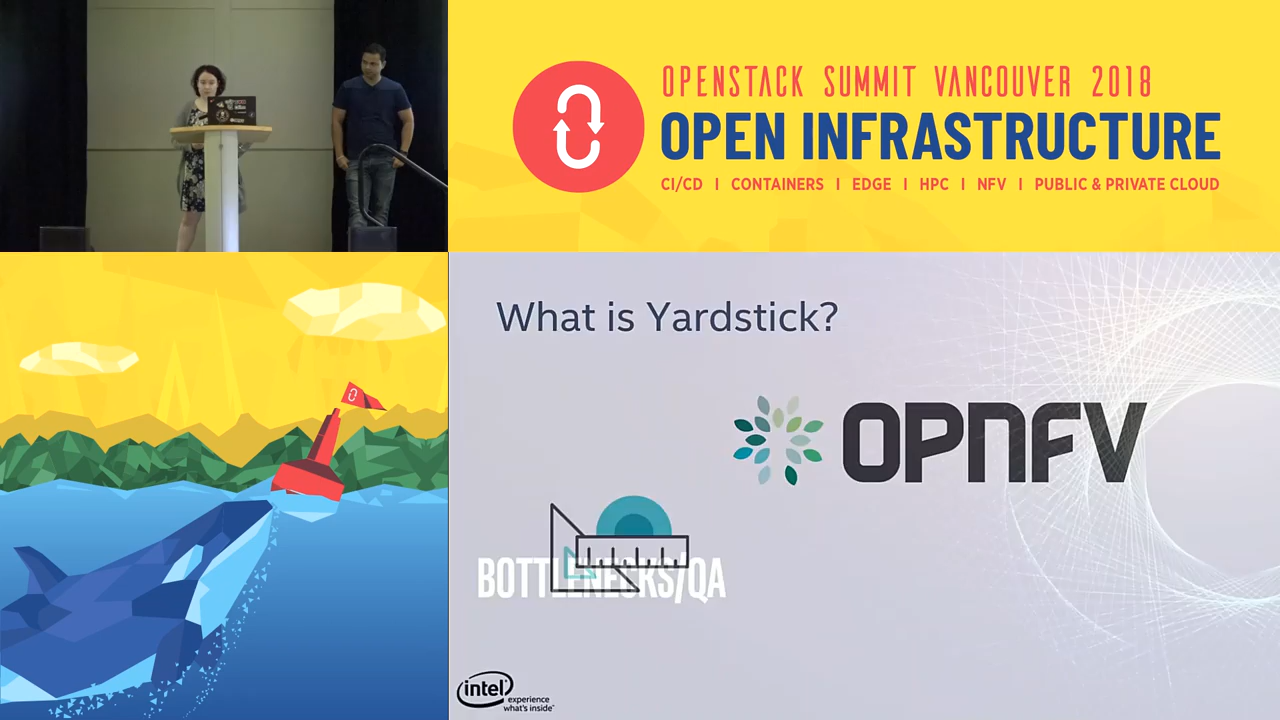 OPENSTACK SUMMIT VANCOUVER 2018
OPEN INFRASTRUCTURE
CI/CD | CONTAINERS | EDGE | HPC | NFV | PUBLIC & PRIVATE CLOUD
What is Yardstick?
OPNFV
BOTTLENECKS/QA
intel experience
what's inside™